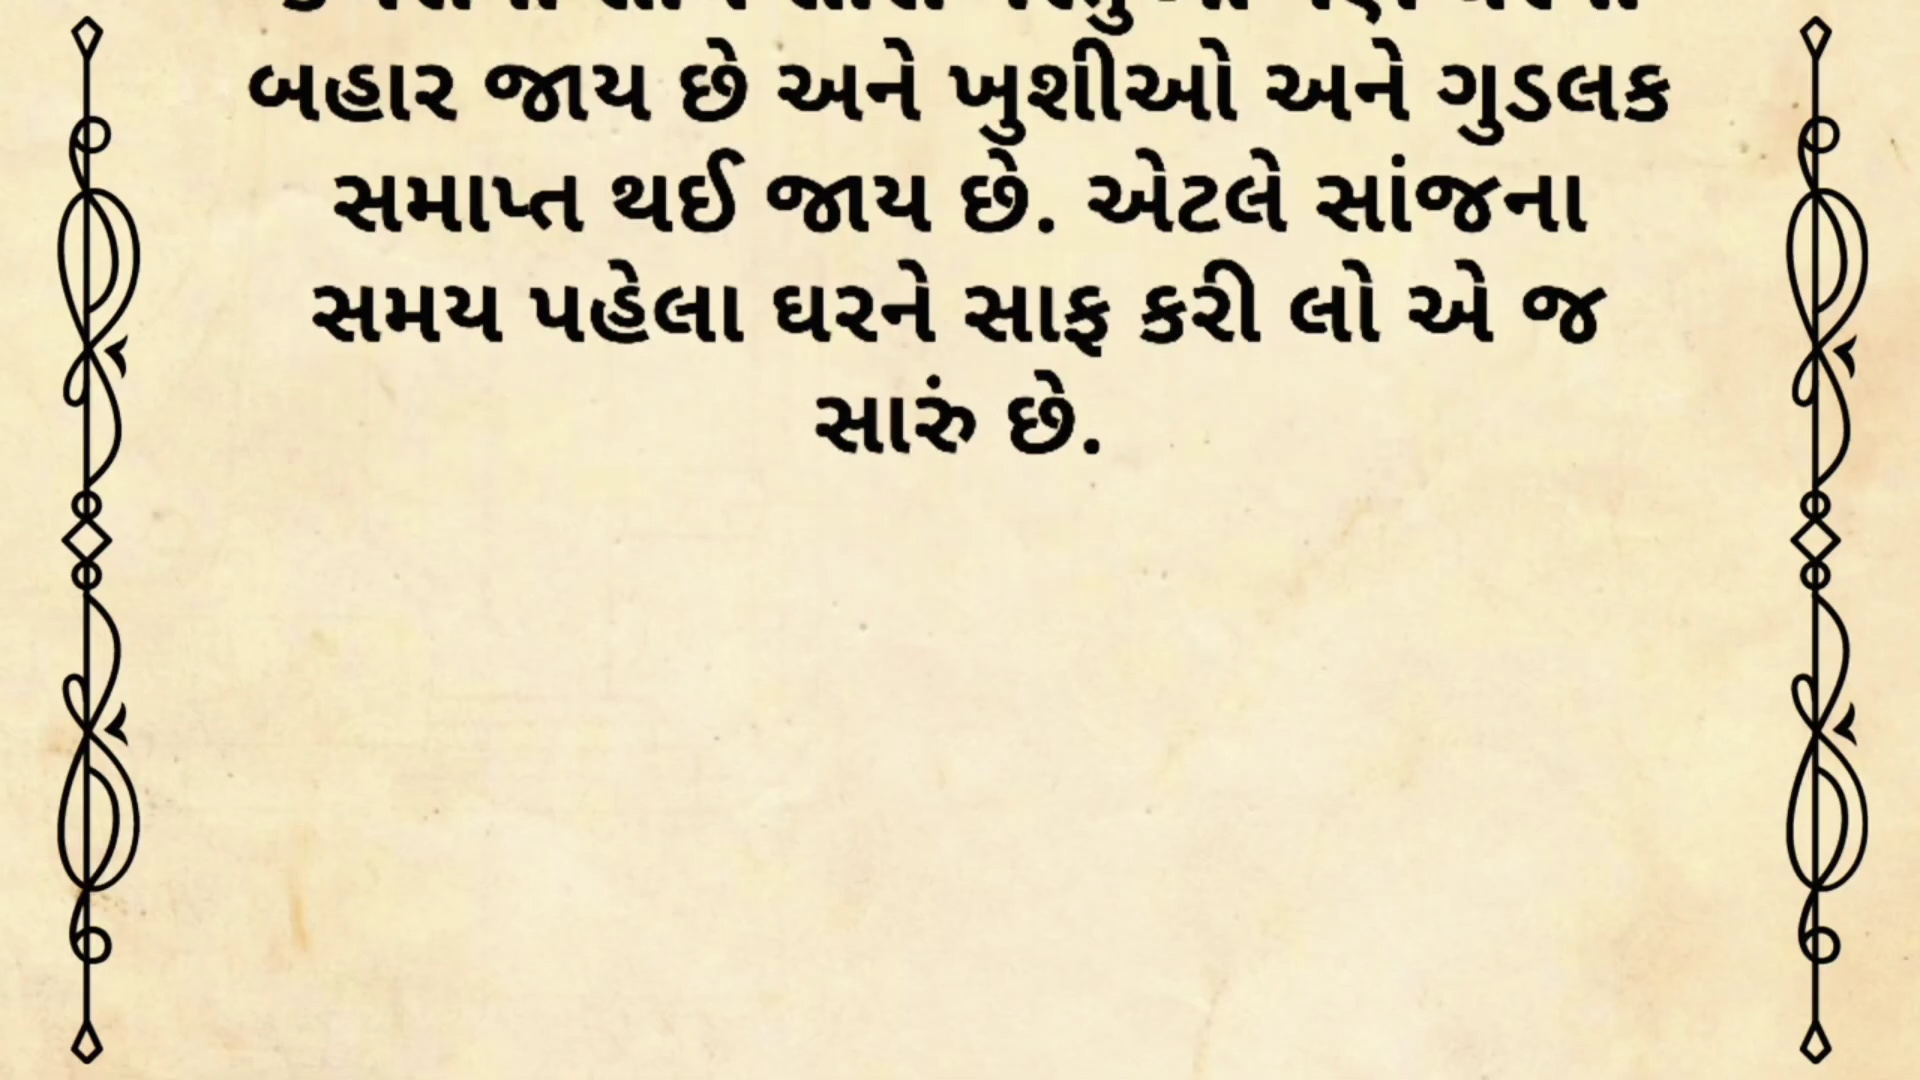 બહાર જાય છે અને ખુશીઓ અને ગુડલક
સમાપ્ત થઈ જાય છે. એટલે સાંજના
સમય પહેલા ઘરને સાફ કરી લો એ જ
સારું છે.